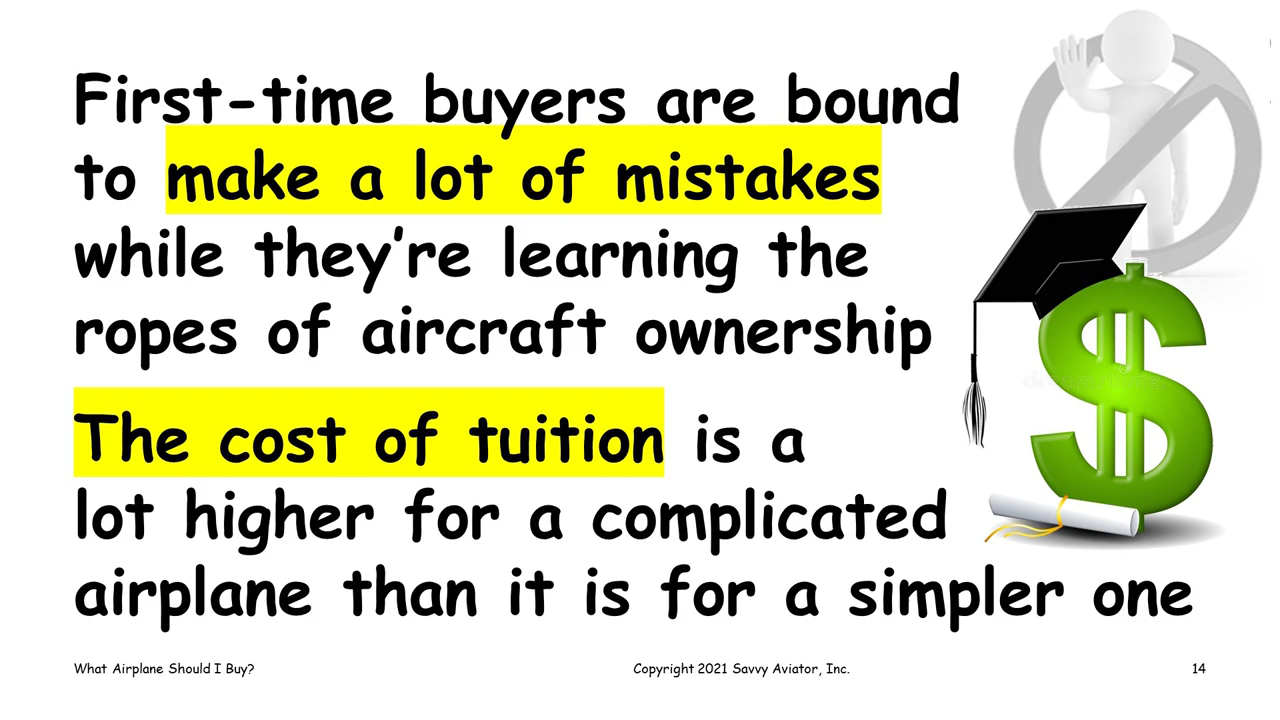 First-time buyers are bound
to make a lot of mistakes
while they’re learning the
ropes of aircraft ownership
The cost of tuition is a
lot higher for a complicated
airplane than it is for a simpler one
What Airplane Should I Buy?
Copyright 2021 Savvy Aviator, Inc.
14